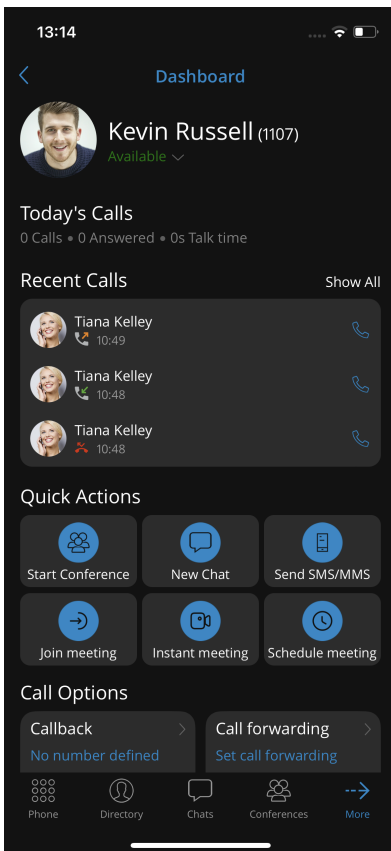 13:14
Dashboard
Kevin Russell (1107)
Available
Today's Calls
0 Calls • 0 Answered • 0s Talk time
Recent Calls Show All
Tiana Kelley
10:49
Tiana Kelley
10:48
Tiana Kelley
10:48
Quick Actions
Start Conference New Chat Send SMS/MMS
Join meeting Instant meeting Schedule meeting
Call Options
Callback Call forwarding
No number defined Set call forwarding
Phone Directory Chats Conferences More